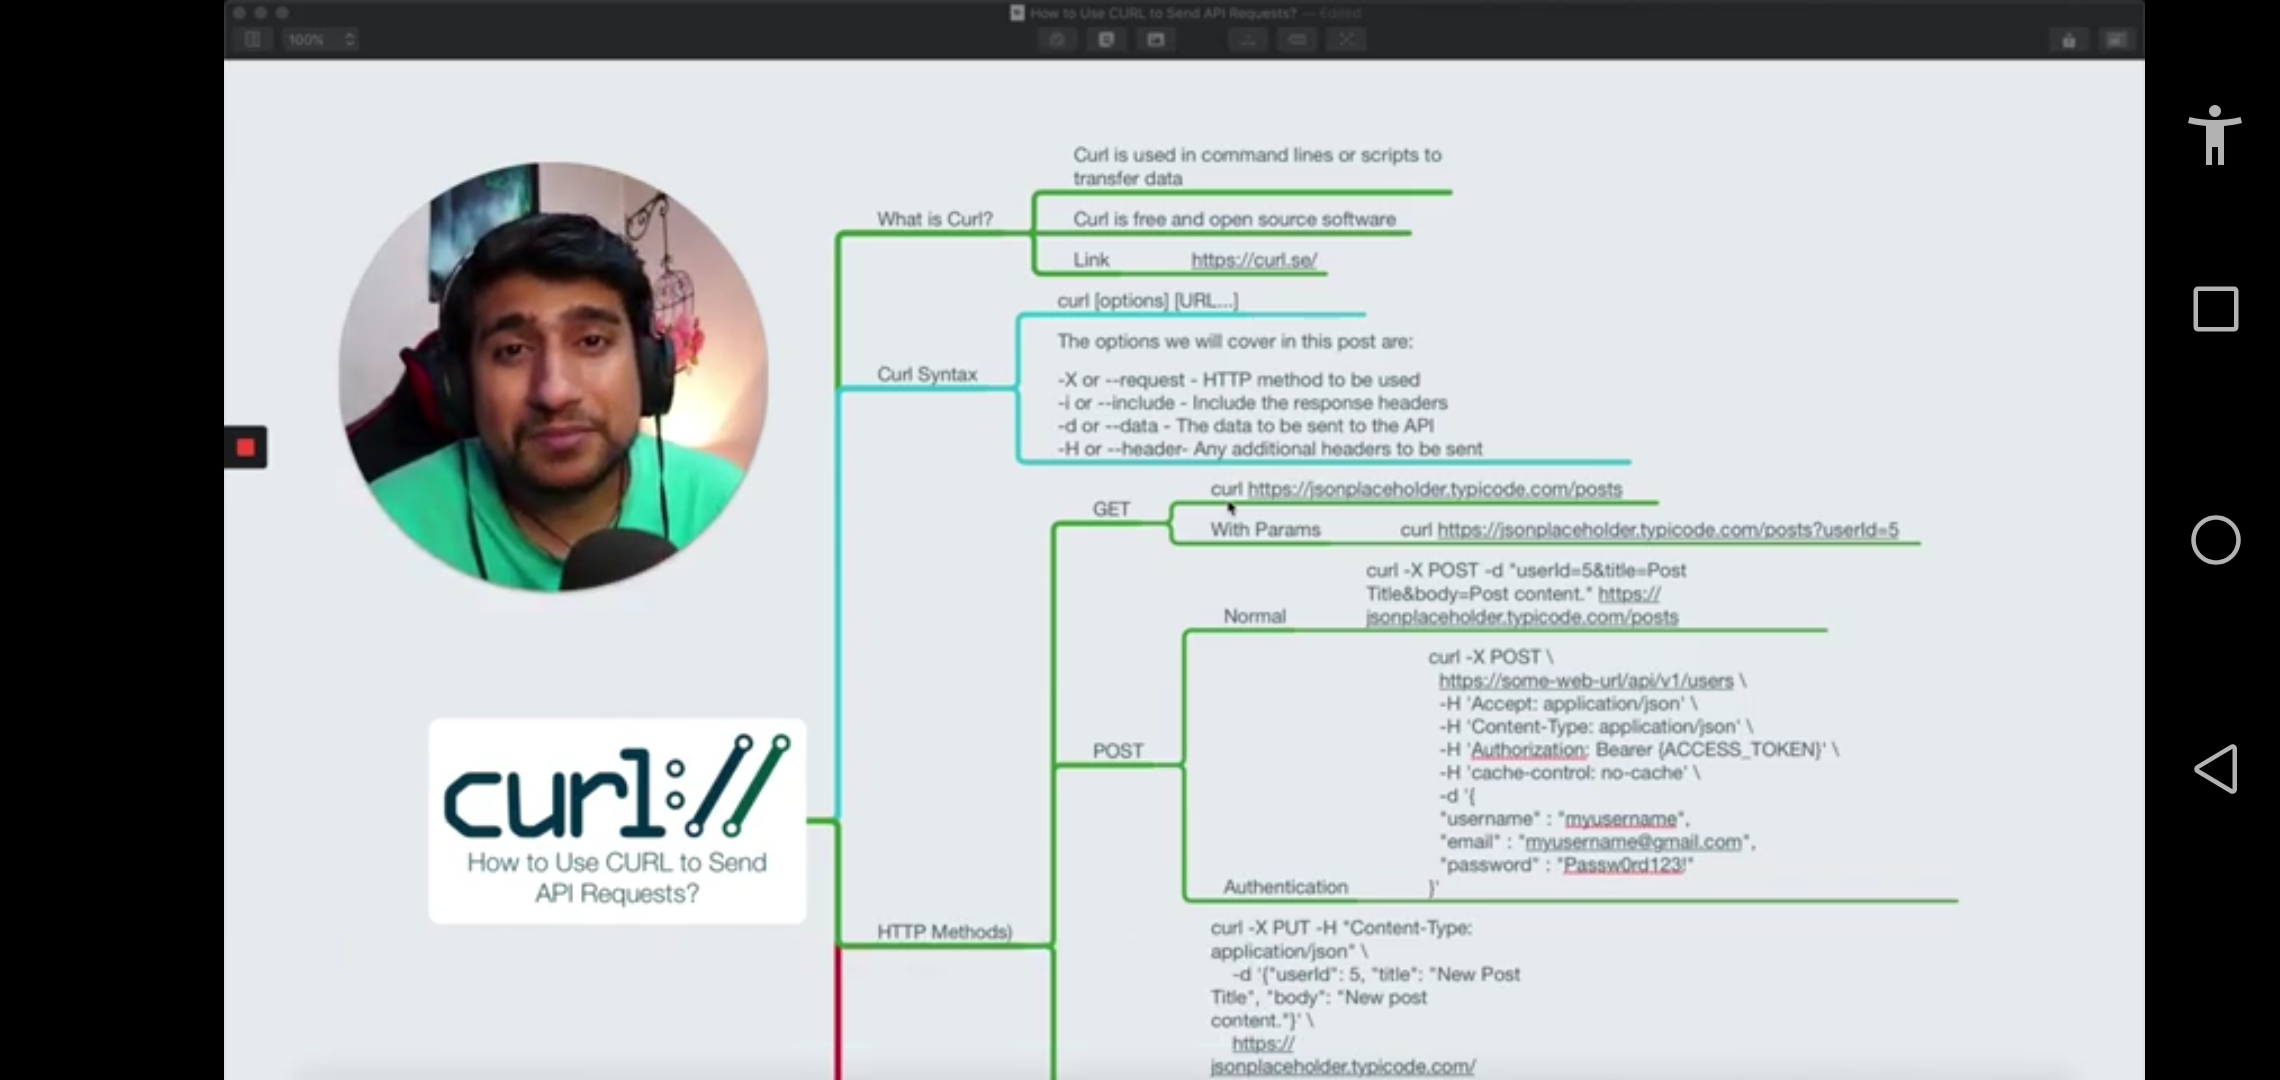 How to Use CURL to Send API Requests? — Edited
100%
Curl is used in command lines or scripts to
transfer data
What is Curl?
Curl is free and open source software
Link https://curl.se/
curl [options] [URL...]
The options we will cover in this post are:
Curl Syntax
-X or --request - HTTP method to be used
-i or --include - Include the response headers
-d or --data - The data to be sent to the API
-H or --header- Any additional headers to be sent
curl https://jsonplaceholder.typicode.com/posts
GET
With Params curl https://jsonplaceholder.typicode.com/posts?userId=5
curl -X POST -d "userId=5&title=Post
Title&body=Post content." https://
jsonplaceholder.typicode.com/posts
Normal
curl -X POST \
https://some-web-url/api/v1/users \
-H 'Accept: application/json' \
-H 'Content-Type: application/json' \
-H 'Authorization: Bearer {ACCESS_TOKEN}' \
-H 'cache-control: no-cache' \
-d '{
"username" : "myusername",
"email" : "myusername@gmail.com",
"password" : "Passw0rd123!"
}'
POST
Authentication
curl://
How to Use CURL to Send
API Requests?
HTTP Methods)
curl -X PUT -H "Content-Type:
application/json" \
-d '{"userId": 5, "title": "New Post
Title", "body": "New post
content."}' \
https://
jsonplaceholder.typicode.com/